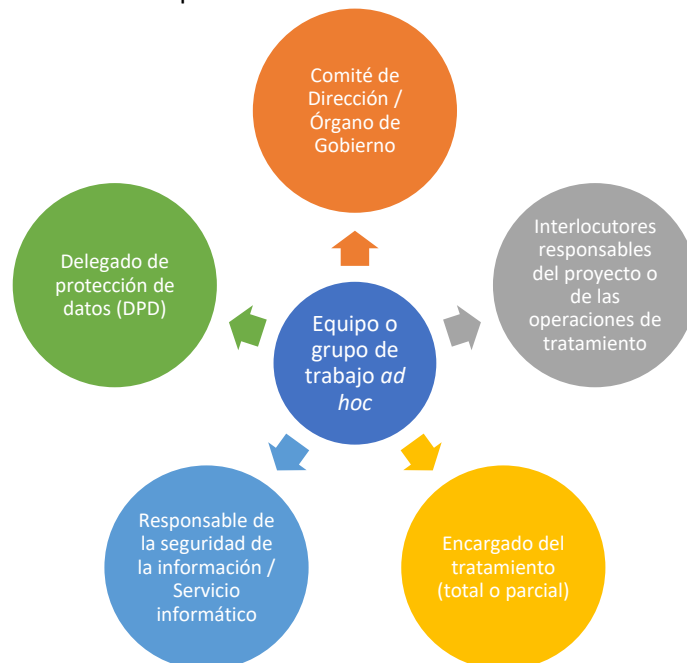 Comité de
Dirección /
Órgano de
Gobierno
Interlocutores
responsables
del proyecto o
de las
operaciones de
tratamiento
Delegado de
protección de
datos (DPD)
Equipo o
grupo de
trabajo ad
hoc
Responsable de
la seguridad de
la información /
Servicio
informático
Encargado del
tratamiento
(total o parcial)